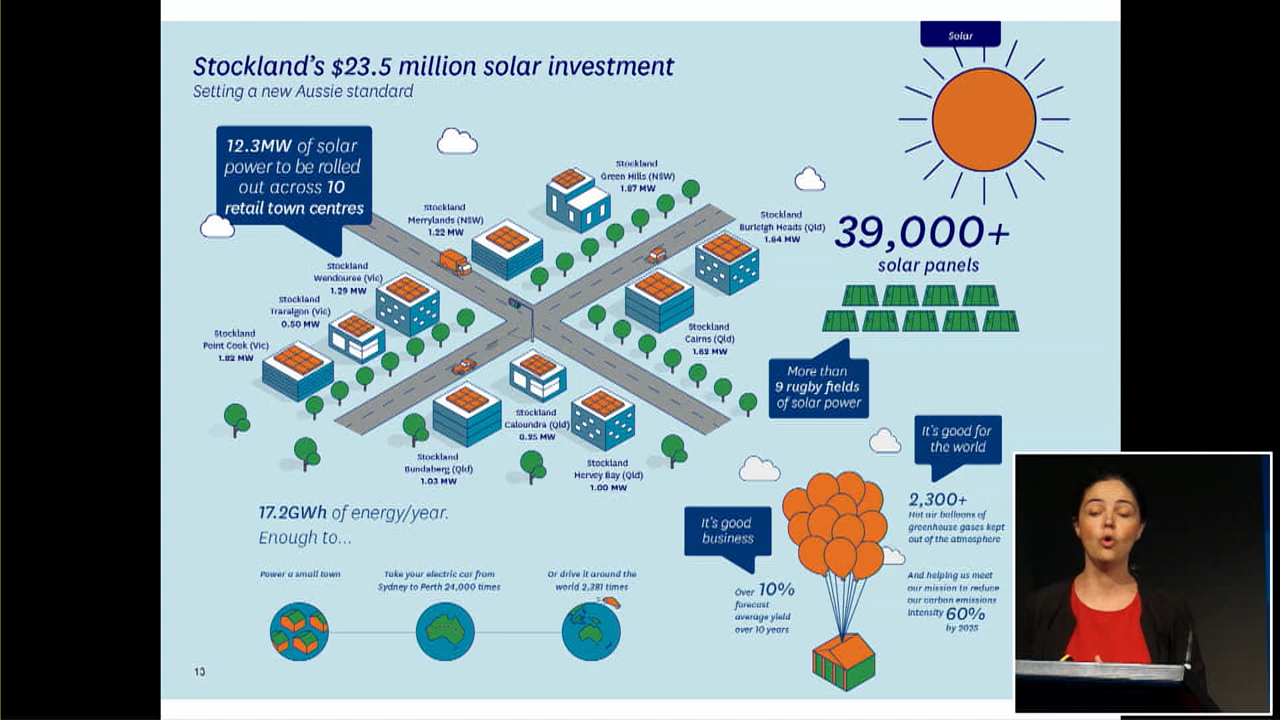 Solar
Stockland's $23.5 million solar investment
Setting a new Aussie standard
12.3MW of solar
power to be rolled
out across 10
retail town centres
Stockland
Green Hills (NSW)
1.87 MW
Stockland
Merrylands (NSW)
1.22 MW
Stockland
Burleigh Heads (Qld)
1.64 MW
39,000+
solar panels
Stockland
Wendouree (Vic)
1.29 MW
Stockland
Traralgon (Vic)
0.50 MW
Stockland
Point Cook (Vic)
1.82 MW
Stockland
Cairns (Qld)
1.62 MW
More than
9 rugby fields
of solar power
Stockland
Caloundra (Qld)
0.25 MW
Stockland
Bundaberg (Qld)
1.03 MW
Stockland
Hervey Bay (Qld)
1.00 MW
17.2GWh of energy/year.
Enough to...
Power a small town
Take your electric car from
Sydney to Perth 24,000 times
Or drive it around the
world 2,381 times
It's good
business
Over 10%
forecast
average yield
over 10 years
It's good for
the world
2,300+
Hot air balloons of
greenhouse gases kept
out of the atmosphere
And helping us meet
our mission to reduce
our carbon emissions
intensity 60%
by 2025